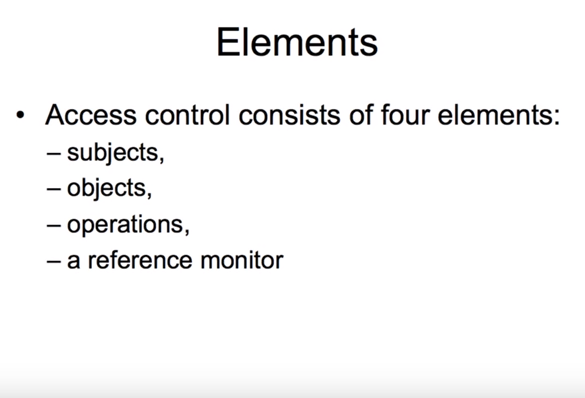 Elements
• Access control consists of four elements:
– subjects,
– objects,
– operations,
– a reference monitor